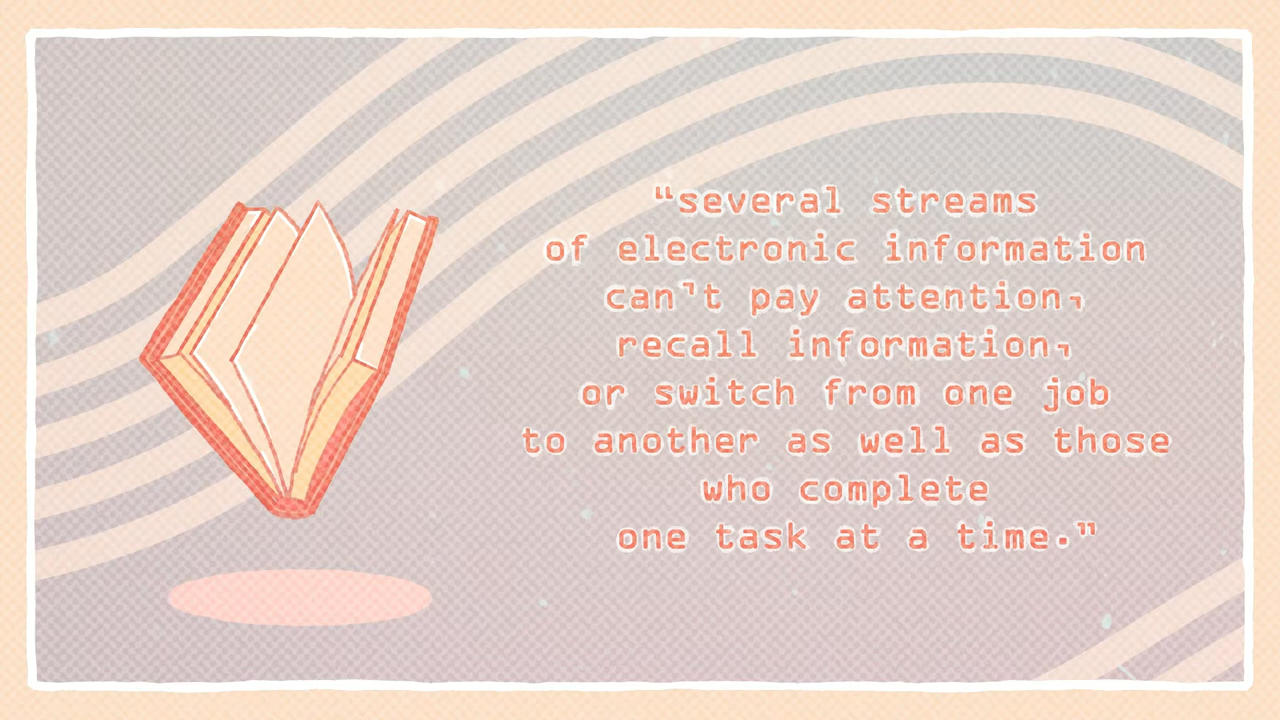 “several streams
of electronic information
can’t pay attention,
recall information,
or switch from one job
to another as well as those
who complete
one task at a time.”